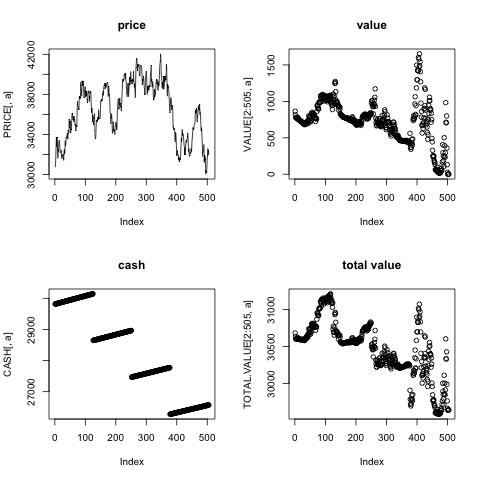 price
PRICE[, a]
30000 34000 38000 42000
0 100 200 300 400 500
Index
value
VALUE[2:505, a]
0 500 1000 1500
0 100 200 300 400 500
Index
cash
CASH[, a]
27000 29000
0 100 200 300 400 500
Index
total value
TOTAL.VALUE[2:505, a]
30000 30500 31000
0 100 200 300 400 500
Index